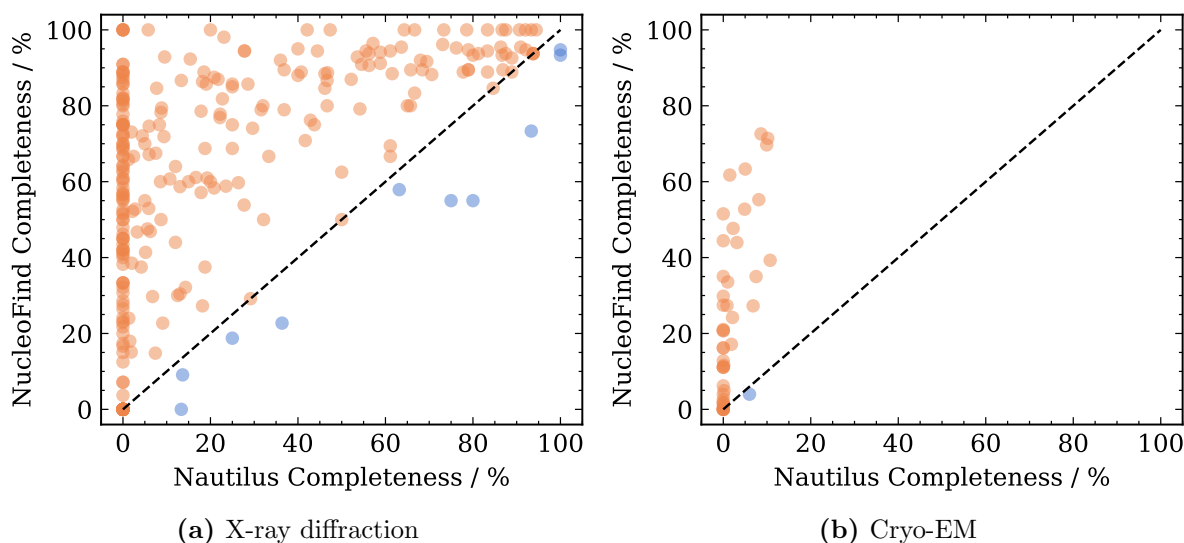 NucleoFind Completeness / %
100
80
60
40
20
0
0 20 40 60 80 100
Nautilus Completeness / %
(a) X-ray diffraction
NucleoFind Completeness / %
100
80
60
40
20
0
0 20 40 60 80 100
Nautilus Completeness / %
(b) Cryo-EM